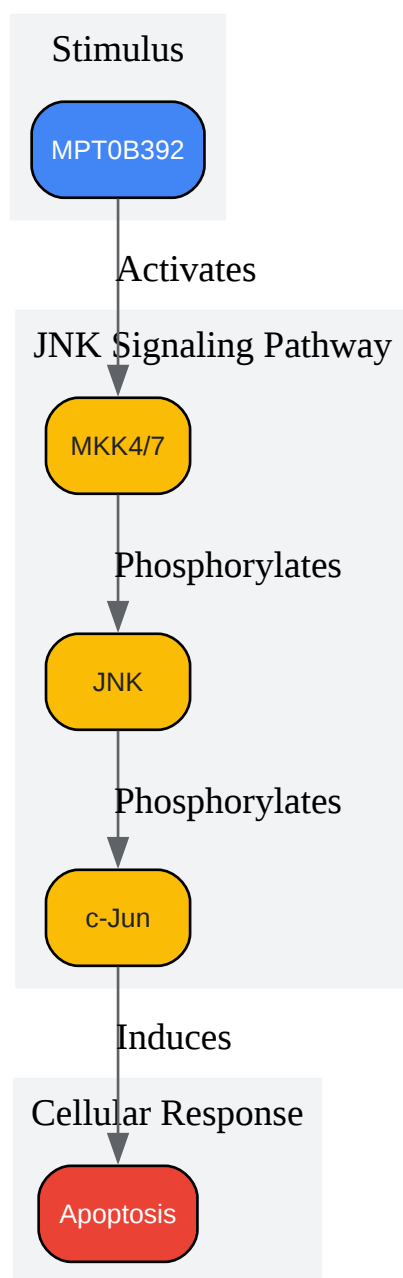 Stimulus
MPT0B392
Activates
JNK Signaling Pathway
MKK4/7
Phosphorylates
JNK
Phosphorylates
c-Jun
Induces
Cellular Response
Apoptosis